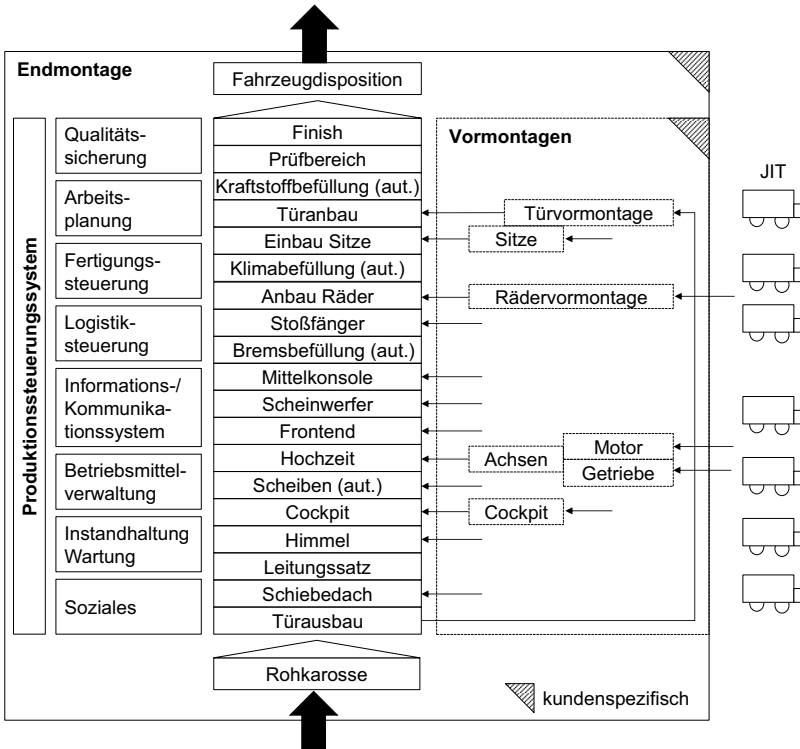 Endmontage
Fahrzeugdisposition
Produktionssteuerungssystem
Qualitäts-
sicherung
Arbeits-
planung
Fertigungs-
steuerung
Logistik-
steuerung
Informations-/
Kommunika-
tionssystem
Betriebsmittel-
verwaltung
Instandhaltung
Wartung
Soziales
Finish
Prüfbereich
Kraftstoffbefüllung (aut.)
Türanbau
Einbau Sitze
Klimabefüllung (aut.)
Anbau Räder
Stoßfänger
Bremsbefüllung (aut.)
Mittelkonsole
Scheinwerfer
Frontend
Hochzeit
Scheiben (aut.)
Cockpit
Himmel
Leitungssatz
Schiebedach
Türausbau
Rohkarosse
Vormontagen
Türvormontage
Sitze
Rädervormontage
Achsen
Motor
Getriebe
Cockpit
JIT
kundenspezifisch